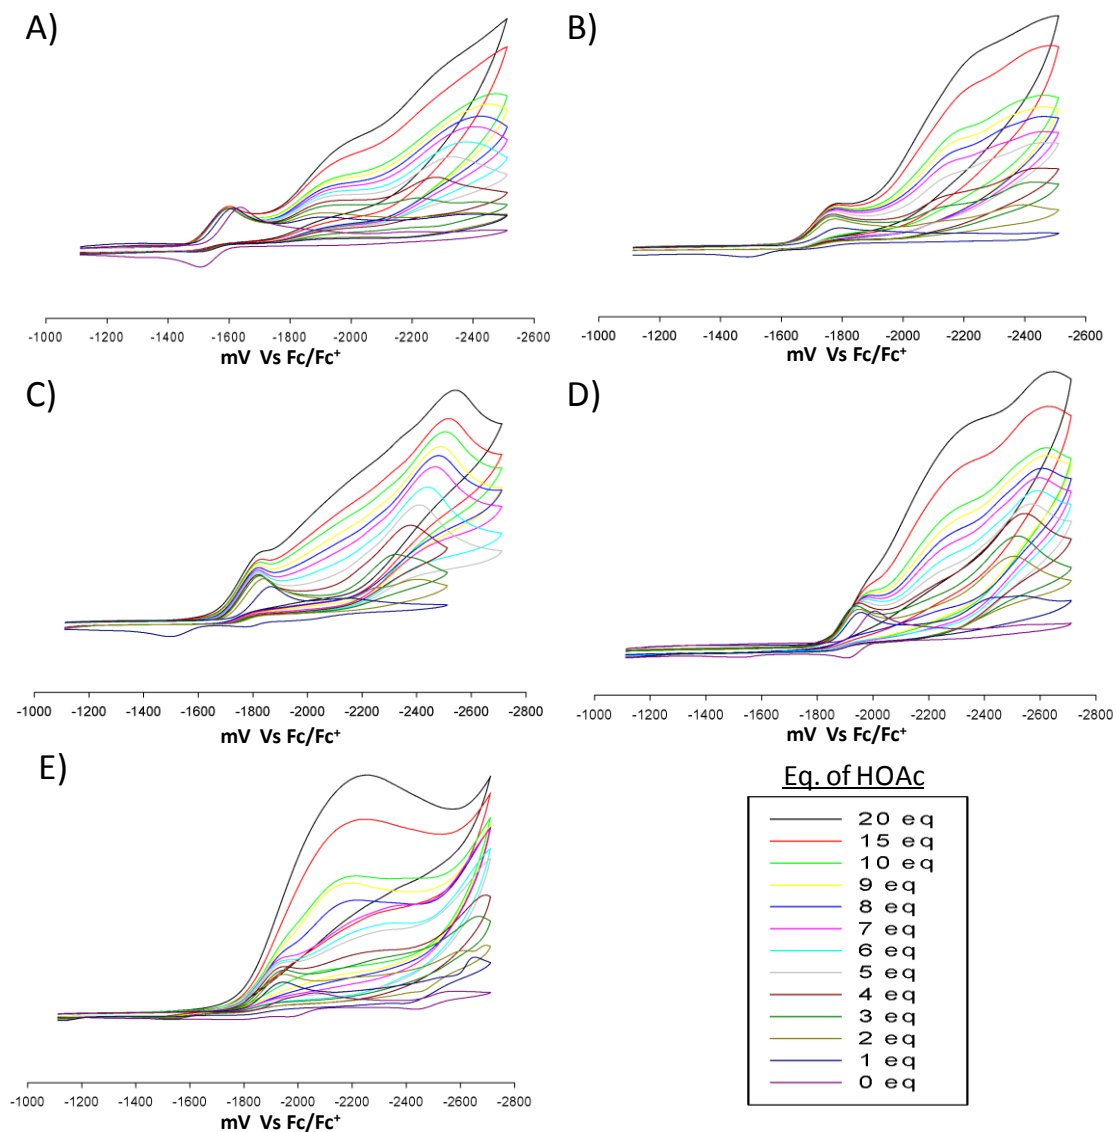 A)
B)
-1000 -1200 -1400 -1600 -1800 -2000 -2200 -2400 -2600
mV Vs Fc/Fc⁺
-1000 -1200 -1400 -1600 -1800 -2000 -2200 -2400 -2600
mV Vs Fc/Fc⁺
C)
D)
-1000 -1200 -1400 -1600 -1800 -2000 -2200 -2400 -2600 -2800
mV Vs Fc/Fc⁺
-1000 -1200 -1400 -1600 -1800 -2000 -2200 -2400 -2600 -2800
mV Vs Fc/Fc⁺
E)
-1000 -1200 -1400 -1600 -1800 -2000 -2200 -2400 -2600 -2800
mV Vs Fc/Fc⁺
Eq. of HOAc
20 eq
15 eq
10 eq
9 eq
8 eq
7 eq
6 eq
5 eq
4 eq
3 eq
2 eq
1 eq
0 eq